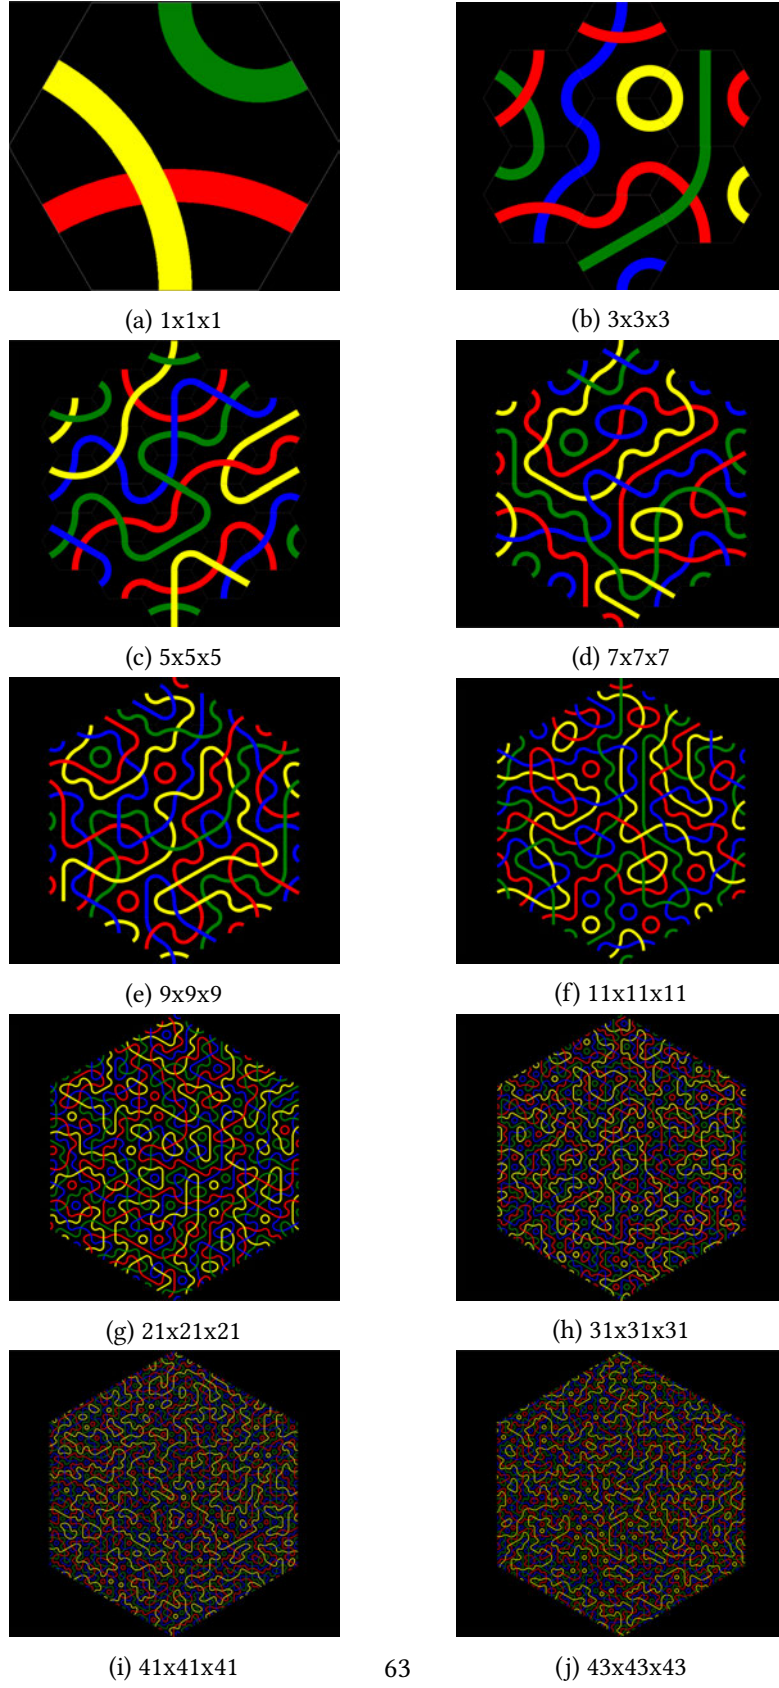 (a) 1x1x1
(b) 3x3x3
(c) 5x5x5
(d) 7x7x7
(e) 9x9x9
(f) 11x11x11
(g) 21x21x21
(h) 31x31x31
(i) 41x41x41
63
(j) 43x43x43